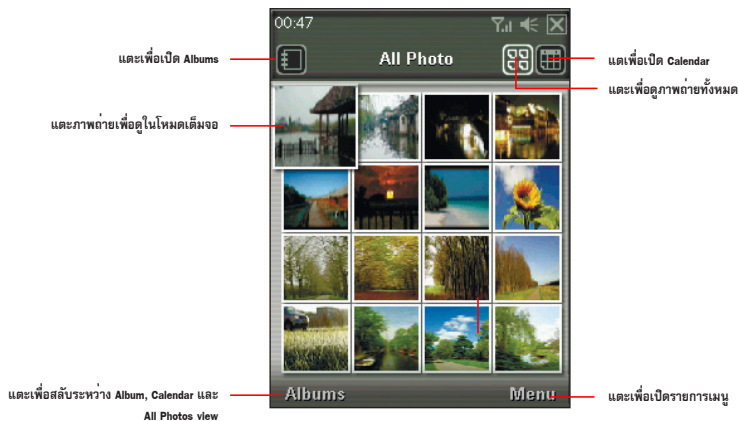 00:47
All Photo
แตะเพื่อเปิด Albums
แตเพื่อเปิด Calendar
แตะเพื่อดูภาพถ่ายทั้งหมด
แตะภาพถ่ายเพื่อดูในโหมดเต็มจอ
แตะเพื่อสลับระหว่าง Album, Calendar และ
All Photos view
Albums
Menu
แตะเพื่อเปิดรายการเมนู